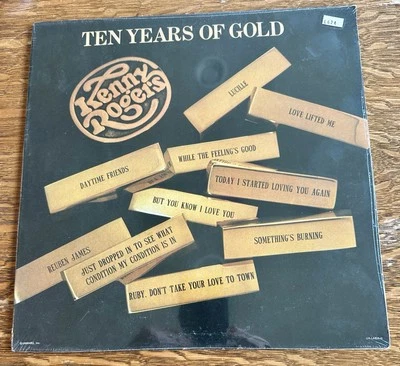 TEN YEARS OF GOLD
Kenny
Rogers
LUCILLE
LOVE LIFTED ME
WHILE THE FEELING'S GOOD
DAYTIME FRIENDS
TODAY I STARTED LOVING YOU AGAIN
BUT YOU KNOW I LOVE YOU
SOMETHING'S BURNING
REUBEN JAMES
JUST DROPPED IN TO SEE WHAT
CONDITION MY CONDITION IS IN
RUBY, DON'T TAKE YOUR LOVE TO TOWN